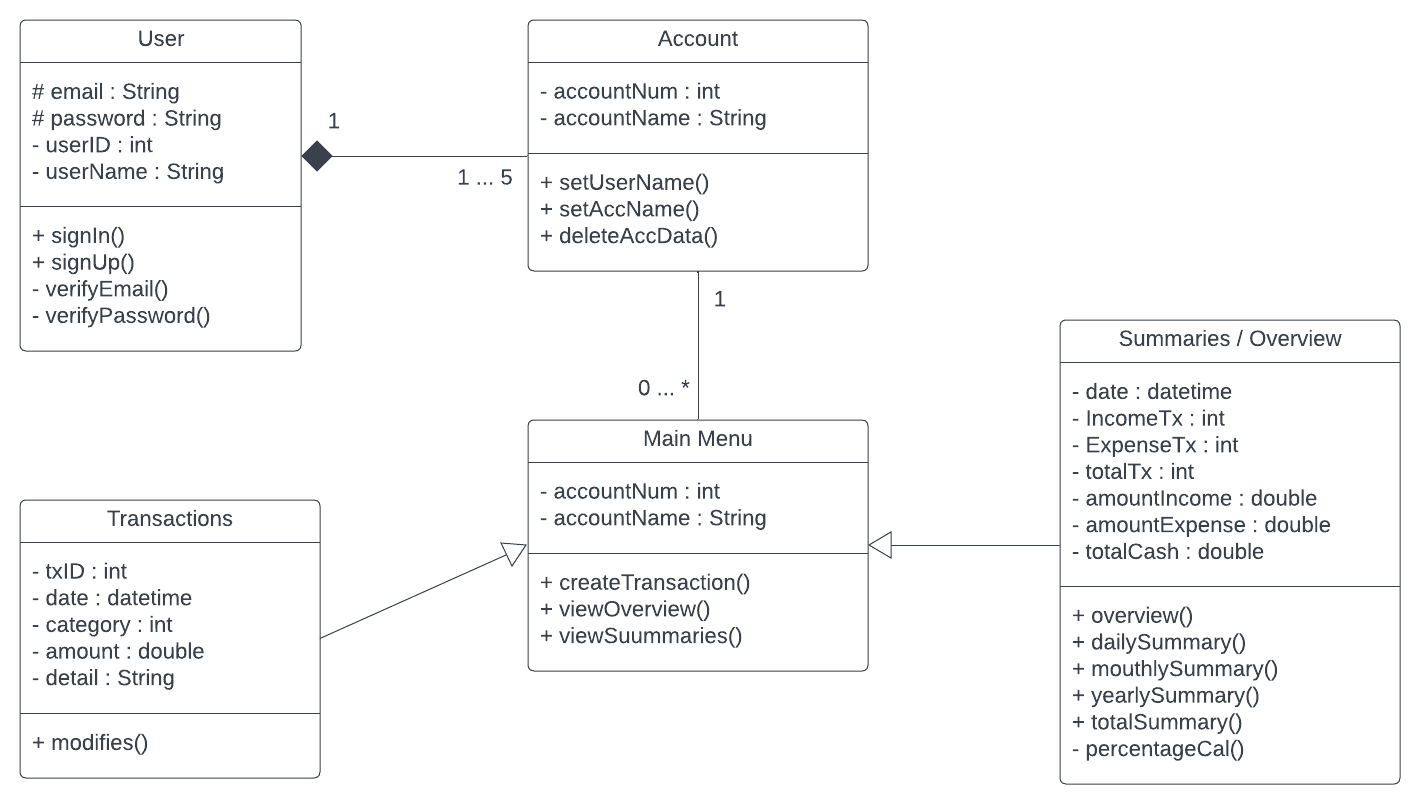 User
# email : String
# password : String
- userID : int
- userName : String
+ signIn()
+ signUp()
- verifyEmail()
- verifyPassword()
1
1 ... 5
Account
- accountNum : int
- accountName : String
+ setUserName()
+ setAccName()
+ deleteAccData()
1
0 ... *
Main Menu
- accountNum : int
- accountName : String
+ createTransaction()
+ viewOverview()
+ viewSuummaries()
Transactions
- txID : int
- date : datetime
- category : int
- amount : double
- detail : String
+ modifies()
Summaries / Overview
- date : datetime
- IncomeTx : int
- ExpenseTx : int
- totalTx : int
- amountIncome : double
- amountExpense : double
- totalCash : double
+ overview()
+ dailySummary()
+ mouthlySummary()
+ yearlySummary()
+ totalSummary()
- percentageCal()